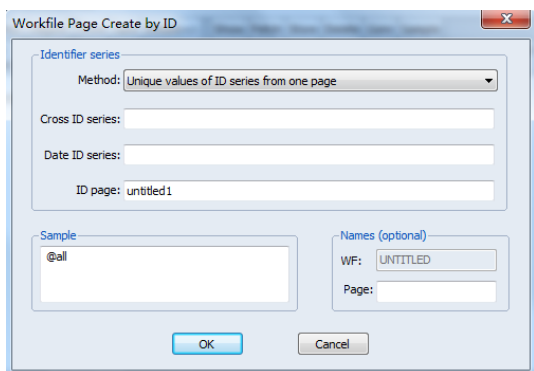 Workfile Page Create by ID
Identifier series
Method: Unique values of ID series from one page
Cross ID series:
Date ID series:
ID page: untitled1
Sample
@all
Names (optional)
WF: UNTITLED
Page:
OK
Cancel